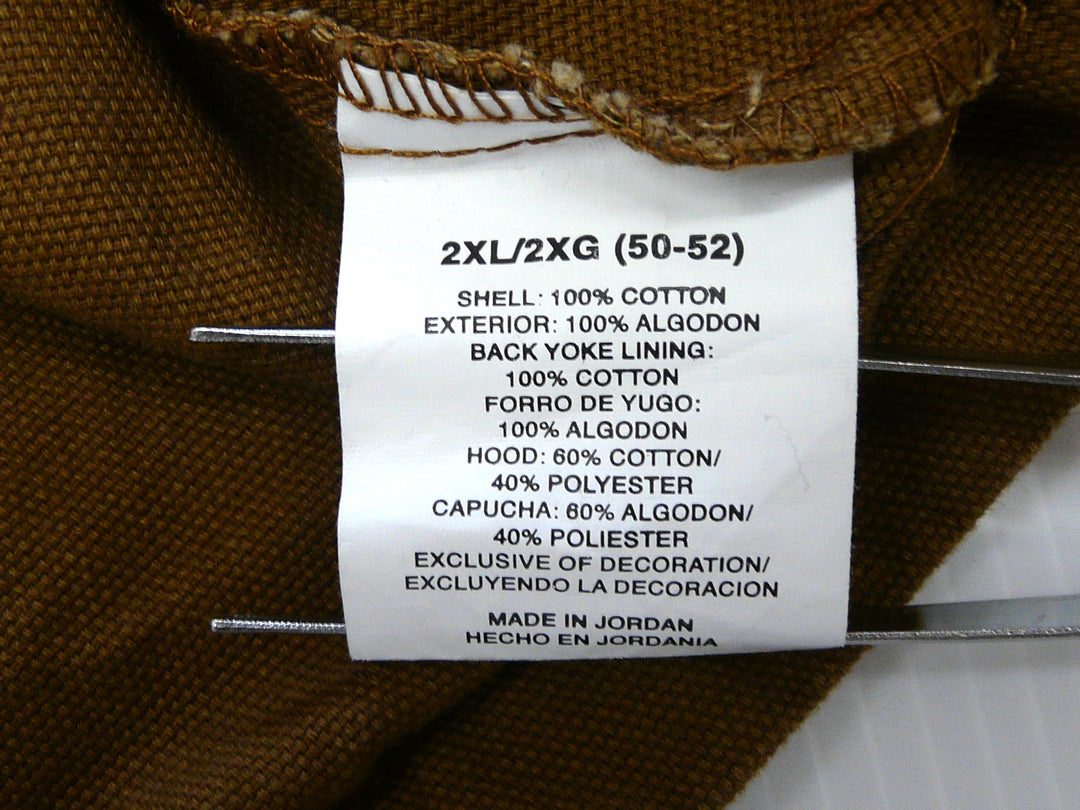 2XL/2XG (50-52)
SHELL: 100% COTTON
EXTERIOR: 100% ALGODON
BACK YOKE LINING:
100% COTTON
FORRO DE YUGO:
100% ALGODON
HOOD: 60% COTTON/
40% POLYESTER
CAPUCHA: 60% ALGODON/
40% POLIESTER
EXCLUSIVE OF DECORATION/
EXCLUYENDO LA DECORACION
MADE IN JORDAN
HECHO EN JORDANIA